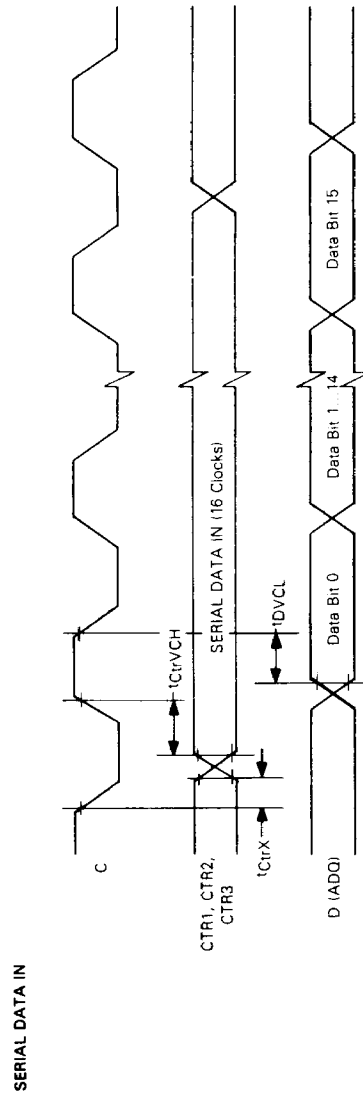 SERIAL DATA IN
C
tCtrVCH
CTR1, CTR2,
CTR3
SERIAL DATA IN (16 Clocks)
tCtrX
tDVCL
D (ADQ)
Data Bit 0
Data Bit 1...14
Data Bit 15